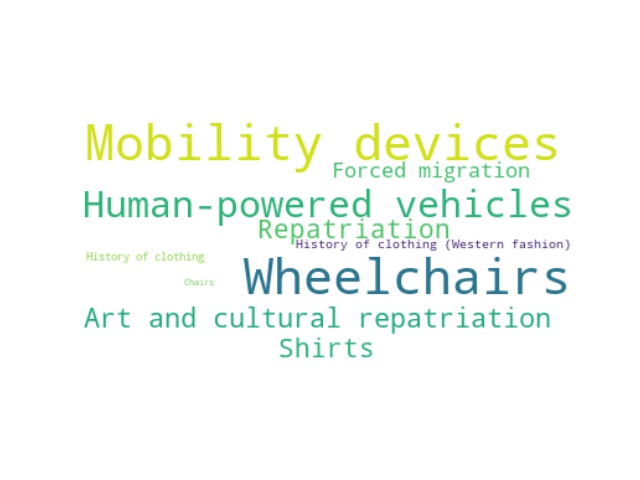 Mobility devices
Forced migration
Human-powered vehicles
Repatriation
History of clothing (Western fashion)
History of clothing
Wheelchairs
Chairs
Art and cultural repatriation
Shirts